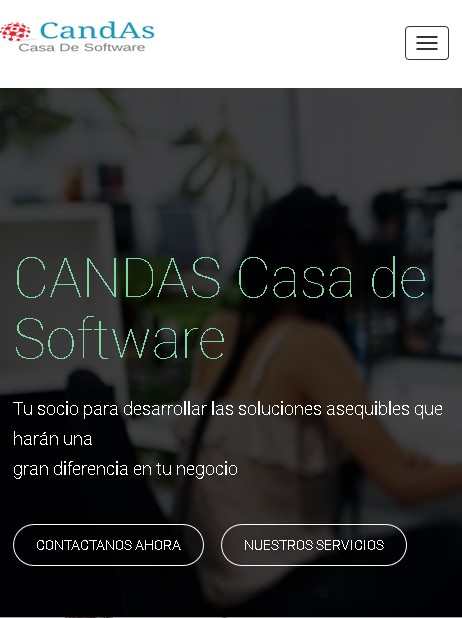 CandAs
Casa De Software
CANDAS Casa de
Software
Tu socio para desarrollar las soluciones asequibles que
harán una
gran diferencia en tu negocio
CONTACTANOS AHORA NUESTROS SERVICIOS